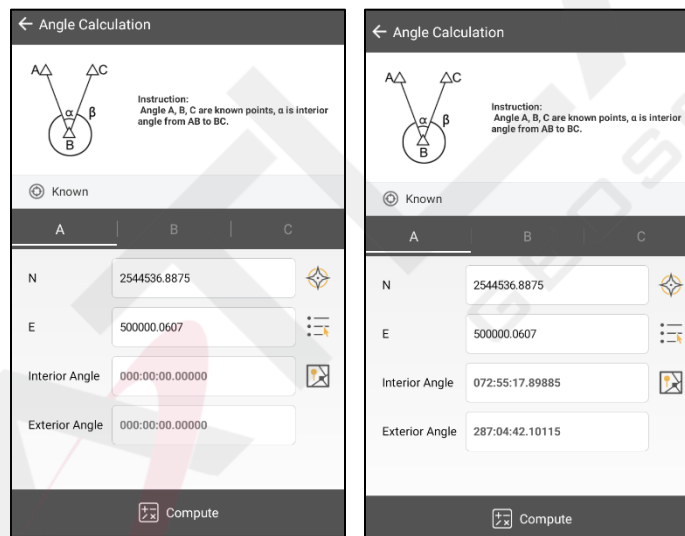 ← Angle Calculation
A
C
α
β
B
Instruction:
Angle A, B, C are known points, α is interior
angle from AB to BC.
Known
A B C
N 2544536.8875
E 500000.0607
Interior Angle 000:00:00.00000
Exterior Angle 000:00:00.00000
Compute
← Angle Calculation
A
C
α
β
B
Instruction:
Angle A, B, C are known points, α is interior
angle from AB to BC.
Known
A B C
N 2544536.8875
E 500000.0607
Interior Angle 072:55:17.89885
Exterior Angle 287:04:42.10115
Compute